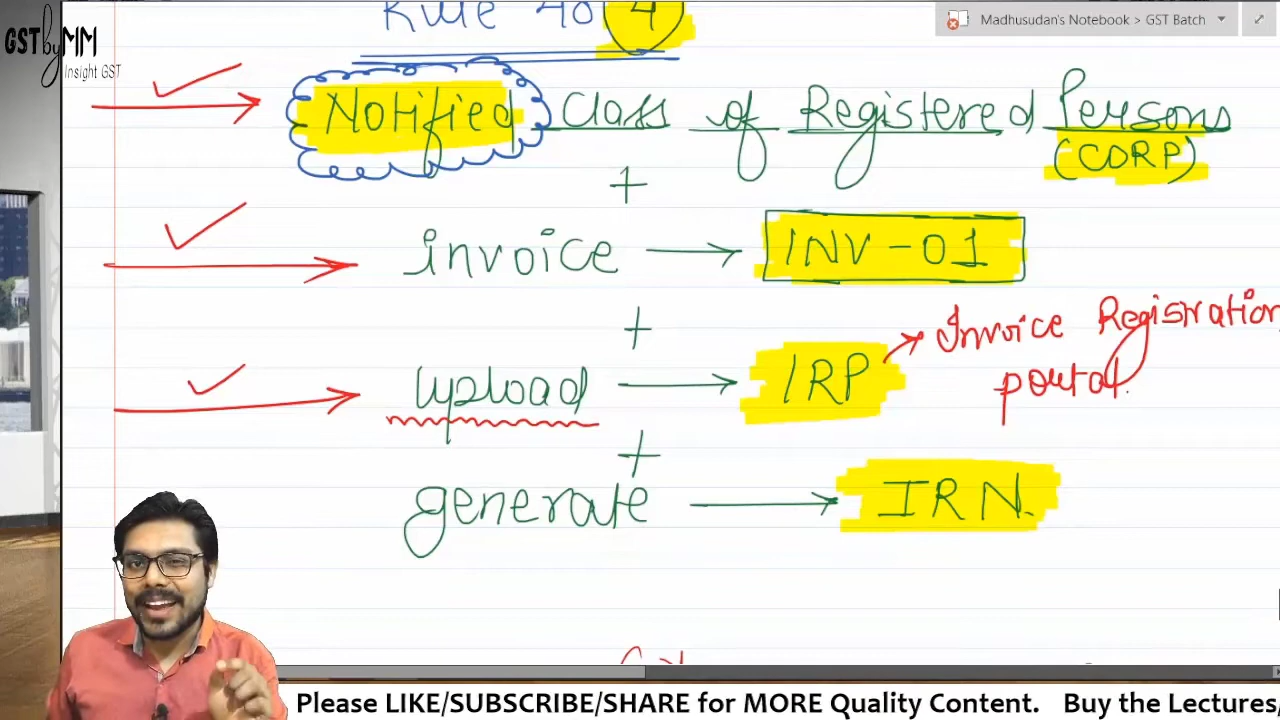 Rule 48 4
Madhusudan's Notebook > GST Batch
GST by MM
Insight GST
Notified Class of Registered Persons
(CORP)
+
invoice → INV-01
+
upload → IRP → Invoice Registration
portal.
+
generate → IRN.
Please LIKE/SUBSCRIBE/SHARE for MORE Quality Content. Buy the Lectures/